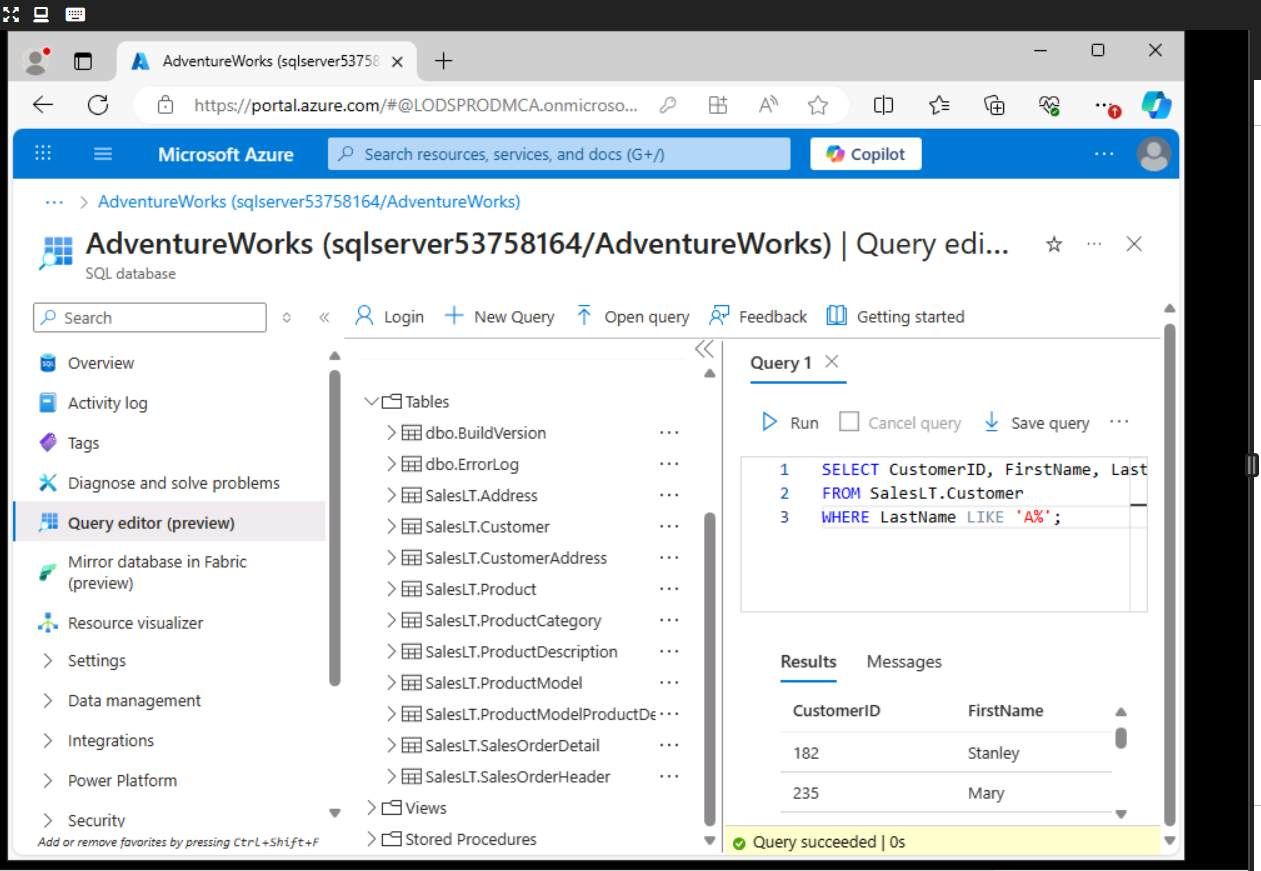 AdventureWorks (sqlserver53758
https://portal.azure.com/#@LODSPRODMCA.onmicroso...
Microsoft Azure
Search resources, services, and docs (G+/)
Copilot
AdventureWorks (sqlserver53758164/AdventureWorks)
AdventureWorks (sqlserver53758164/AdventureWorks) | Query edi...
SQL database
Search
Login
New Query
Open query
Feedback
Getting started
Overview
Activity log
Tags
Diagnose and solve problems
Query editor (preview)
Mirror database in Fabric
(preview)
Resource visualizer
Settings
Data management
Integrations
Power Platform
Security
Add or remove favorites by pressing Ctrl+Shift+F
Tables
dbo.BuildVersion
dbo.ErrorLog
SalesLT.Address
SalesLT.Customer
SalesLT.CustomerAddress
SalesLT.Product
SalesLT.ProductCategory
SalesLT.ProductDescription
SalesLT.ProductModel
SalesLT.ProductModelProductDe
SalesLT.SalesOrderDetail
SalesLT.SalesOrderHeader
Views
Stored Procedures
Query 1
Run
Cancel query
Save query
1 SELECT CustomerID, FirstName, Last
2 FROM SalesLT.Customer
3 WHERE LastName LIKE 'A%';
Results
Messages
CustomerID FirstName
182 Stanley
235 Mary
Query succeeded | 0s